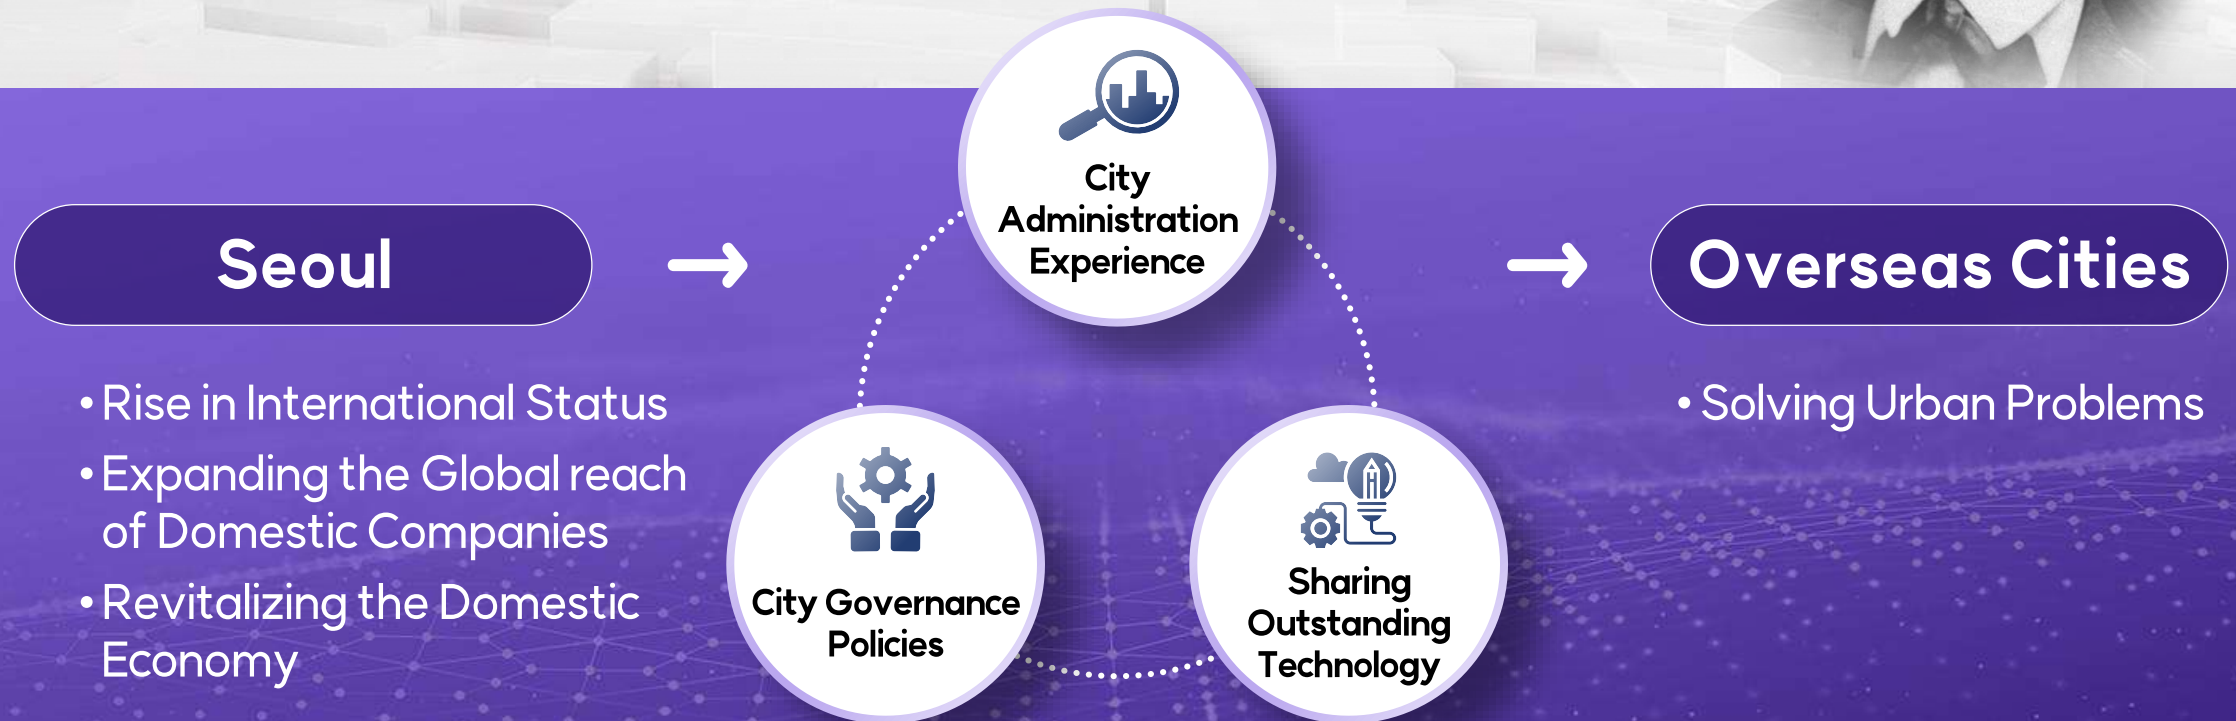 Seoul
• Rise in International Status
• Expanding the Global reach
of Domestic Companies
• Revitalizing the Domestic
Economy
City
Administration
Experience
City Governance
Policies
Sharing
Outstanding
Technology
Overseas Cities
• Solving Urban Problems